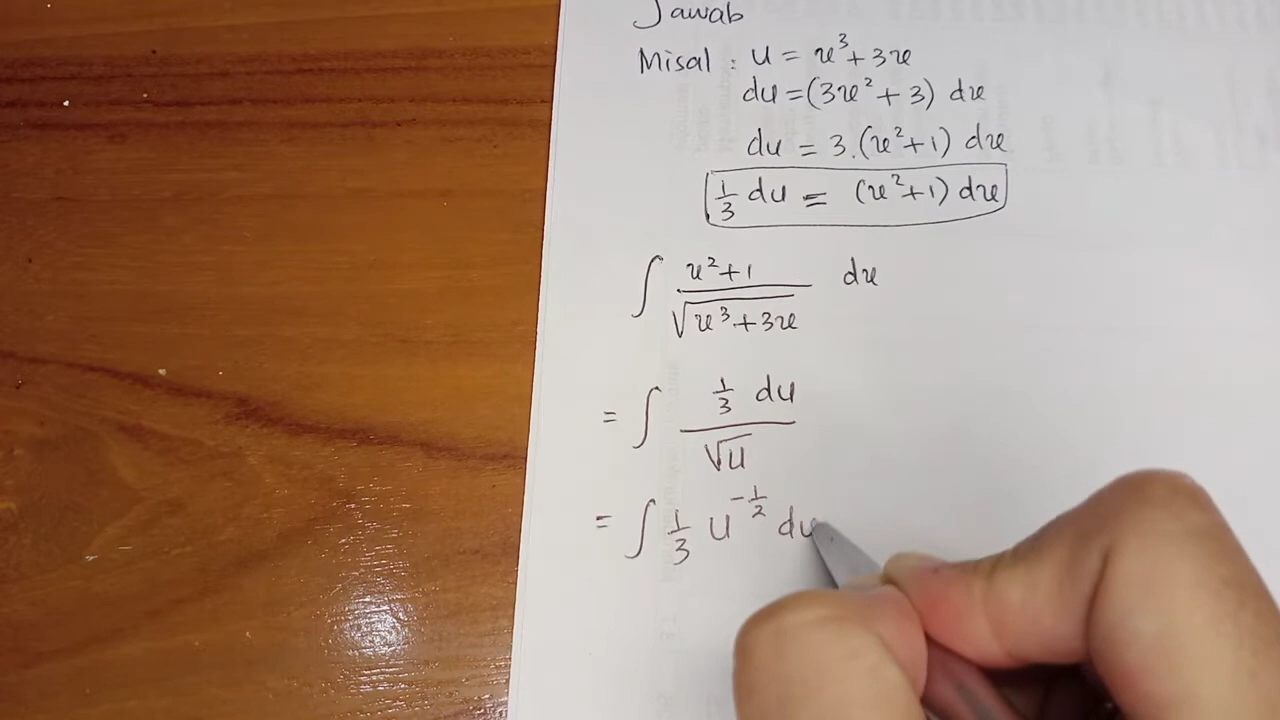 Jawab
Misal : u = x³ + 3x
du = (3x² + 3) dx
du = 3.(x² + 1) dx
1/3 du = (x² + 1) dx
∫ (x² + 1)/√(x³ + 3x) dx
= ∫ (1/3 du)/√u
= ∫ 1/3 u^(-1/2) du